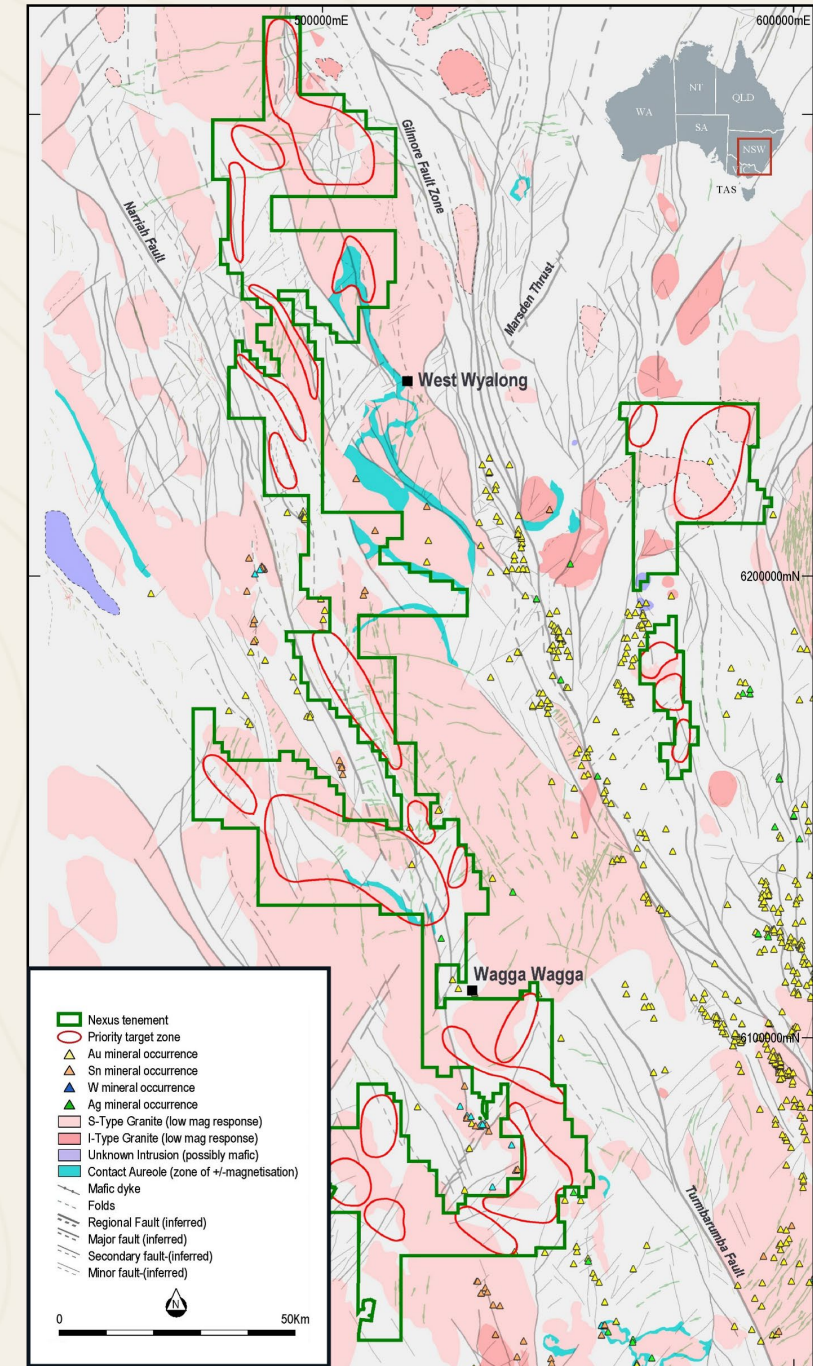 500000mE
600000mE
NT
QLD
WA
SA
NSW
VIC
TAS
Gilmore Fault Zone
Narriah Fault
Marsden Thrust
West Wyalong
6200000mN
Wagga Wagga
6100000mN
Tumbarumba Fault
Nexus tenement
Priority target zone
Au mineral occurrence
Sn mineral occurrence
W mineral occurrence
Ag mineral occurrence
S-Type Granite (low mag response)
I-Type Granite (low mag response)
Unknown Intrusion (possibly mafic)
Contact Aureole (zone of +/-magnetisation)
Mafic dyke
Folds
Regional Fault (inferred)
Major fault (inferred)
Secondary fault-(inferred)
Minor fault-(inferred)
N
0 50Km